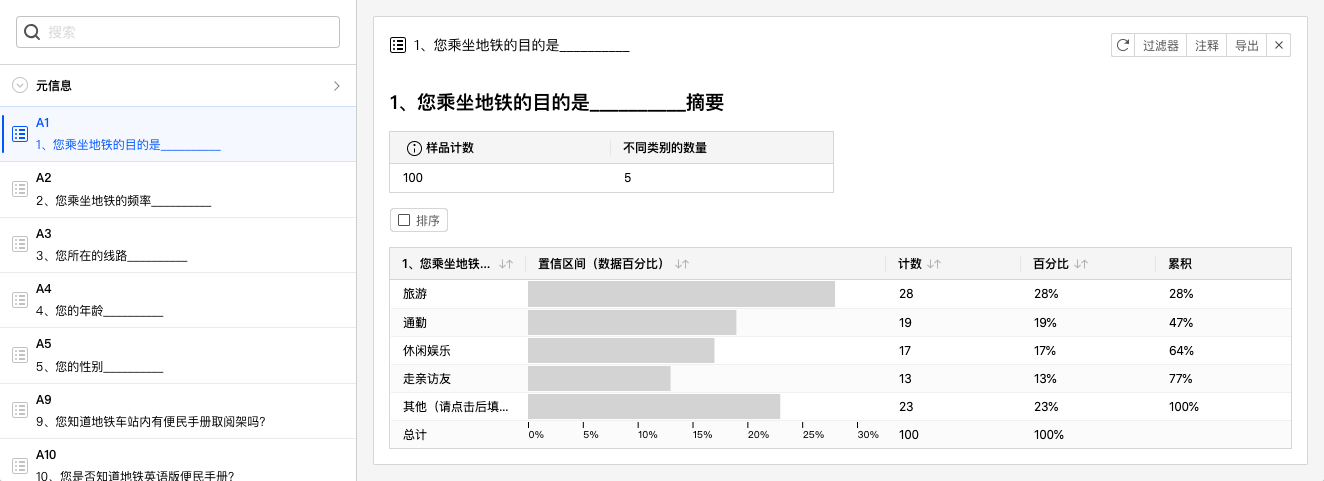 搜索
元信息
A1
1、您乘坐地铁的目的是__________
A2
2、您乘坐地铁的频率__________
A3
3、您所在的线路__________
A4
4、您的年龄__________
A5
5、您的性别__________
A9
9、您知道地铁车站内有便民手册取阅架吗?
A10
10、您是否知道地铁英语版便民手册?
1、您乘坐地铁的目的是__________
过滤器 注释 导出 ×
1、您乘坐地铁的目的是__________摘要
样品计数 不同类别的数量
100 5
排序
1、您乘坐地铁... 置信区间（数据百分比） 计数 百分比 累积
旅游 28 28% 28%
通勤 19 19% 47%
休闲娱乐 17 17% 64%
走亲访友 13 13% 77%
其他（请点击后填... 23 23% 100%
总计 0% 5% 10% 15% 20% 25% 30% 100 100%